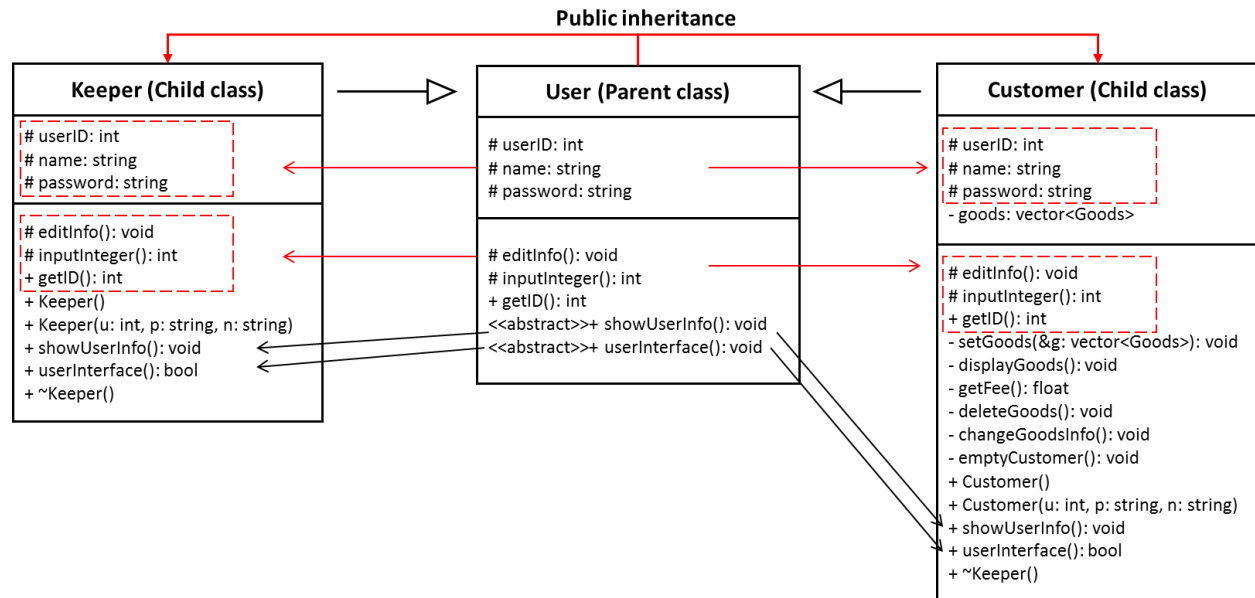 Public inheritance
Keeper (Child class)
# userID: int
# name: string
# password: string
# editInfo(): void
# inputInteger(): int
+ getID(): int
+ Keeper()
+ Keeper(u: int, p: string, n: string)
+ showUserInfo(): void
+ userInterface(): bool
+ ~Keeper()
User (Parent class)
# userID: int
# name: string
# password: string
# editInfo(): void
# inputInteger(): int
+ getID(): int
<<abstract>>+ showUserInfo(): void
<<abstract>>+ userInterface(): void
Customer (Child class)
# userID: int
# name: string
# password: string
- goods: vector<Goods>
# editInfo(): void
# inputInteger(): int
+ getID(): int
- setGoods(&g: vector<Goods>): void
- displayGoods(): void
- getFee(): float
- deleteGoods(): void
- changeGoodsInfo(): void
- emptyCustomer(): void
+ Customer()
+ Customer(u: int, p: string, n: string)
+ showUserInfo(): void
+ userInterface(): bool
+ ~Keeper()